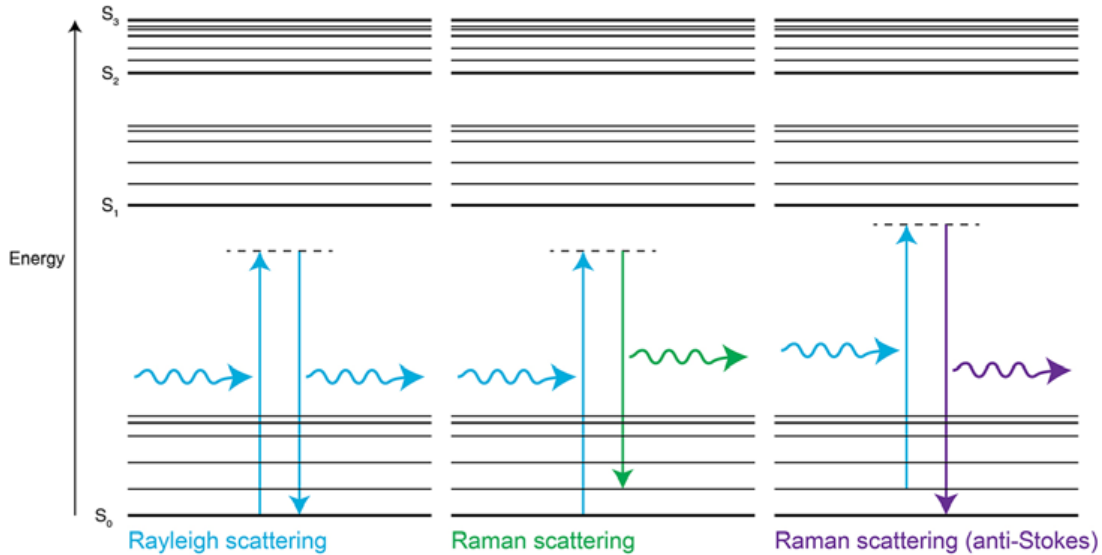 S₃
S₂
S₁
Energy
S₀
Rayleigh scattering
Raman scattering
Raman scattering (anti-Stokes)